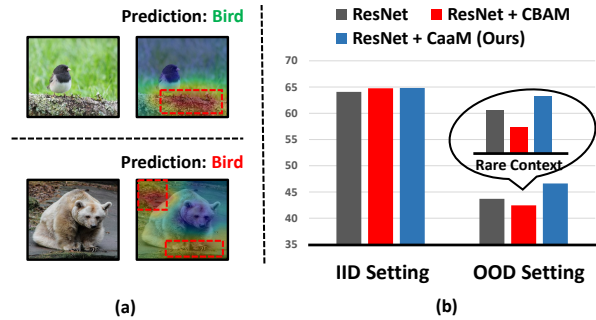 Prediction: Bird
Prediction: Bird
(a)
ResNet
ResNet + CBAM
ResNet + CaaM (Ours)
70
65
60
55
50
45
40
35
Rare Context
IID Setting
OOD Setting
(b)